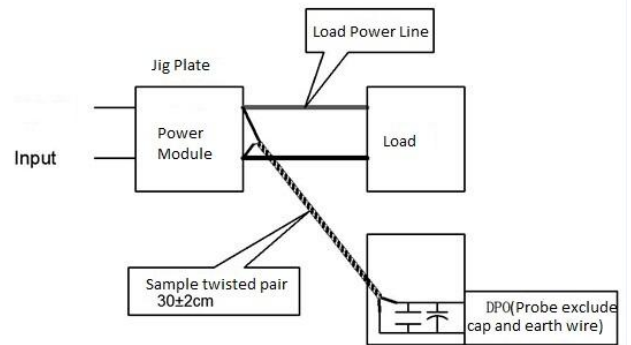 Load Power Line
Jig Plate
Power
Module
Load
Input
Sample twisted pair
30±2cm
DPO(Probe exclude
cap and earth wire)